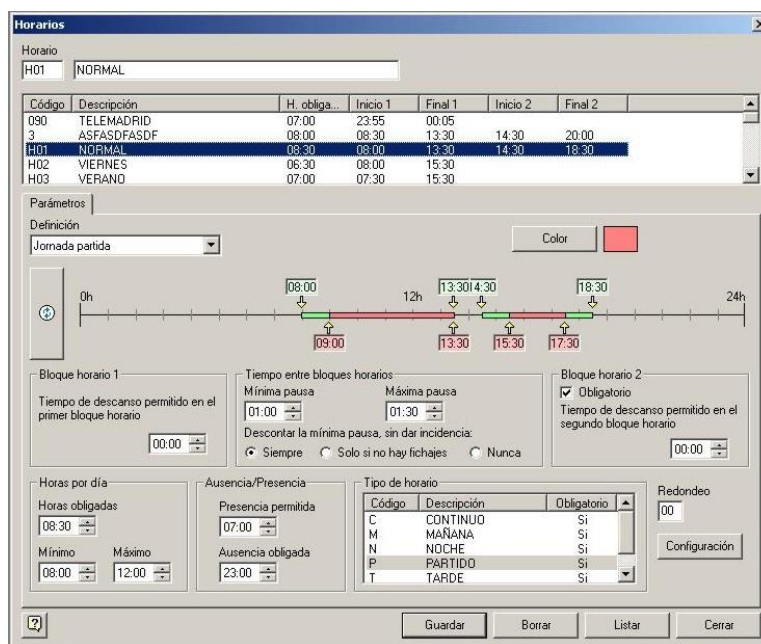 Horarios
Horario
H01 NORMAL
Código Descripción H. obliga... Inicio 1 Final 1 Inicio 2 Final 2
090 TELEMADRID 07:00 23:55 00:05
3 ASFASDFASDF 08:00 08:30 13:30 14:30 20:00
H01 NORMAL 08:30 08:00 13:30 14:30 18:30
H02 VIERNES 06:30 08:00 15:30
H03 VERANO 07:00 07:30 15:30
Parámetros
Definición
Jornada partida
Color
08:00 13:30 14:30 18:30
0h 12h 24h
09:00 13:30 15:30 17:30
Bloque horario 1
Tiempo de descanso permitido en el
primer bloque horario
00:00
Tiempo entre bloques horarios
Mínima pausa Máxima pausa
01:00 01:30
Descontar la mínima pausa, sin dar incidencia:
Siempre Solo si no hay fichajes Nunca
Bloque horario 2
Obligatorio
Tiempo de descanso permitido en el
segundo bloque horario
00:00
Horas por día
Horas obligadas
08:30
Mínimo Máximo
08:00 12:00
Ausencia/Presencia
Presencia permitida
07:00
Ausencia obligada
23:00
Tipo de horario
Código Descripción Obligatorio
C CONTINUO Si
M MAÑANA Si
N NOCHE Si
P PARTIDO Si
T TARDE Si
Redondeo
00
Configuración
Guardar Borrar Listar Cerrar